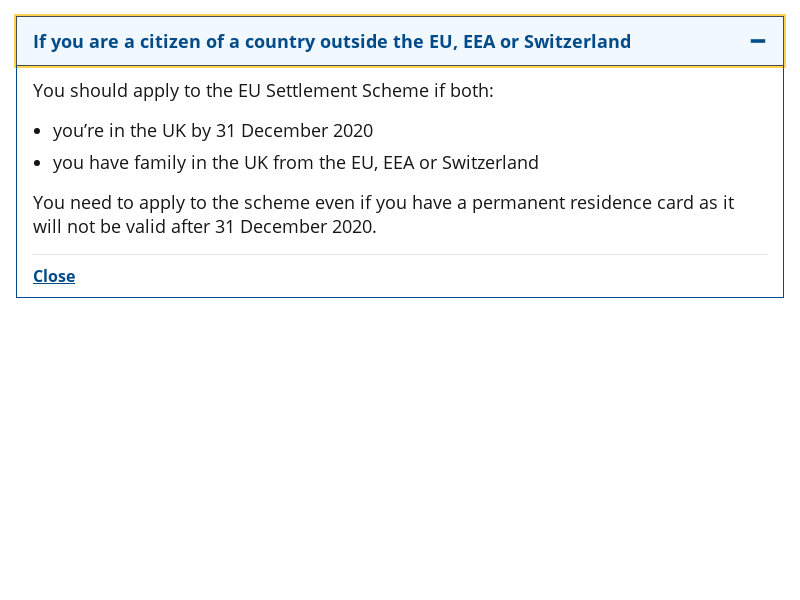 If you are a citizen of a country outside the EU, EEA or Switzerland
You should apply to the EU Settlement Scheme if both:
• you’re in the UK by 31 December 2020
• you have family in the UK from the EU, EEA or Switzerland
You need to apply to the scheme even if you have a permanent residence card as it
will not be valid after 31 December 2020.
Close